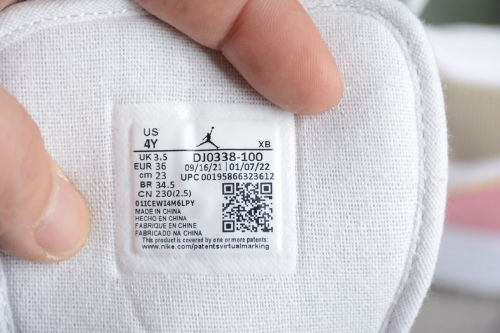 US
4Y
XB
UK 3.5
DJ0338-100
EUR 36
09/16/21
01/07/22
cm 23
UPC 00195866323612
BR 34.5
CN 230(2.5)
01ICEWI4M6LPY
MADE IN CHINA
HECHO EN CHINA
FABRIQUE EN CHINE
FABRICADO NA CHINA
This product is covered by one or more patents:
www.nike.com/patentsvirtualmarking